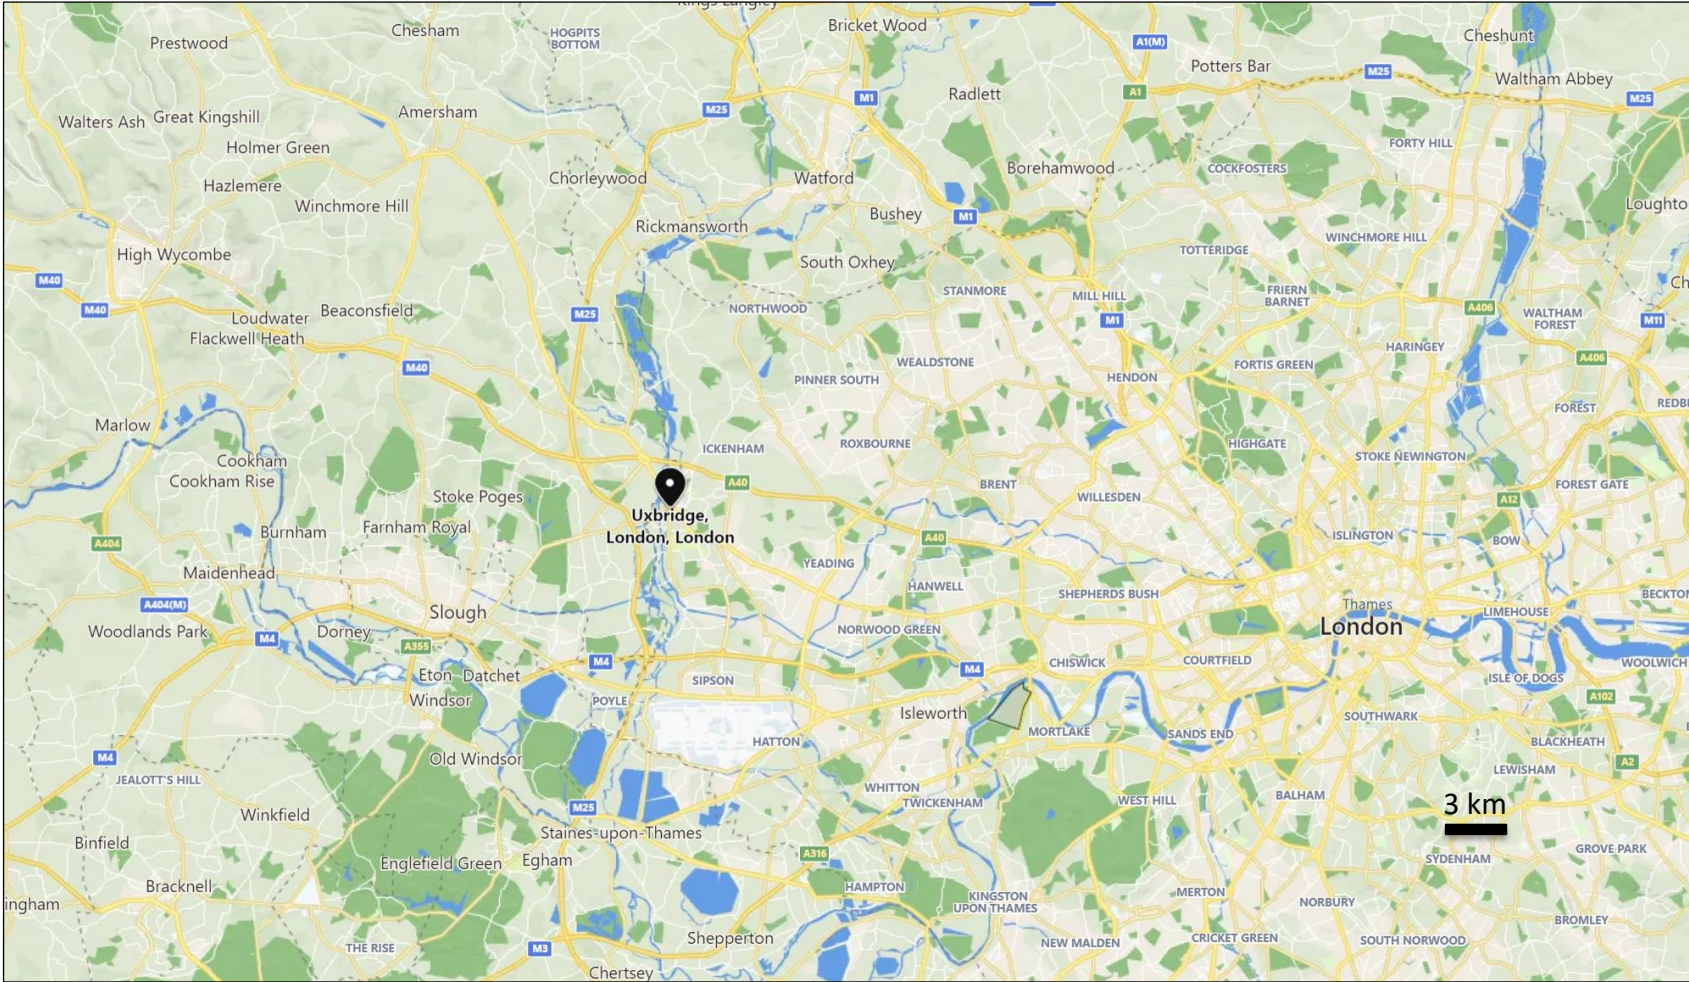 Kings Langley
Prestwood
Chesham
HOGPITS
BOTTOM
Bricket Wood
A1(M)
Cheshunt
Potters Bar
M25
Waltham Abbey
M25
Walters Ash
Great Kingshill
Amersham
M25
M1
Radlett
A1
Holmer Green
FORTY HILL
Hazlemere
Chorleywood
Watford
Borehamwood
COCKFOSTERS
Winchmore Hill
Rickmansworth
Bushey
M1
Loughto
High Wycombe
South Oxhey
TOTTERIDGE
WINCHMORE HILL
M40
M40
Loudwater
Beaconsfield
M25
NORTHWOOD
STANMORE
MILL HILL
M1
FRIERN
BARNET
A406
WALTHAM
FOREST
Ch
M11
Flackwell Heath
M40
PINNER SOUTH
WEALDSTONE
HENDON
FORTIS GREEN
HARINGEY
A406
Marlow
FOREST
REDBI
Cookham
Cookham Rise
ICKENHAM
ROXBOURNE
HIGHGATE
STOKE NEWINGTON
Stoke Poges
A40
BRENT
WILLESDEN
A12
FOREST GATE
Uxbridge,
London, London
A404
Burnham
Farnham Royal
A40
ISLINGTON
BOW
Maidenhead
YEADING
HANWELL
SHEPHERDS BUSH
BECKTON
A404(M)
Slough
Thames
London
LIMEHOUSE
Woodlands Park
M4
Dorney
A355
NORWOOD GREEN
M4
M4
CHISWICK
COURTFIELD
WOOLWICH
Eton
Datchet
SIPSON
ISLE OF DOGS
Windsor
POYLE
Isleworth
A102
MORTLAKE
SANDS END
SOUTHWARK
M4
Old Windsor
HATTON
BLACKHEATH
A2
JEALOTT'S HILL
LEWISHAM
WHITTON
TWICKENHAM
WEST HILL
BALHAM
3 km
Winkfield
M25
Staines-upon-Thames
Binfield
Englefield Green
Egham
A316
SYDENHAM
GROVE PARK
Bracknell
HAMPTON
KINGSTON
UPON THAMES
MERTON
NORBURY
ingham
BROMLEY
THE RISE
M3
Shepperton
NEW MALDEN
CRICKET GREEN
SOUTH NORWOOD
Chertsey